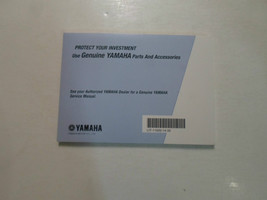 PROTECT YOUR INVESTMENT
Use Genuine YAMAHA Parts And Accessories
See your Authorized YAMAHA Dealer for a Genuine YAMAHA
Service Manual
YAMAHA